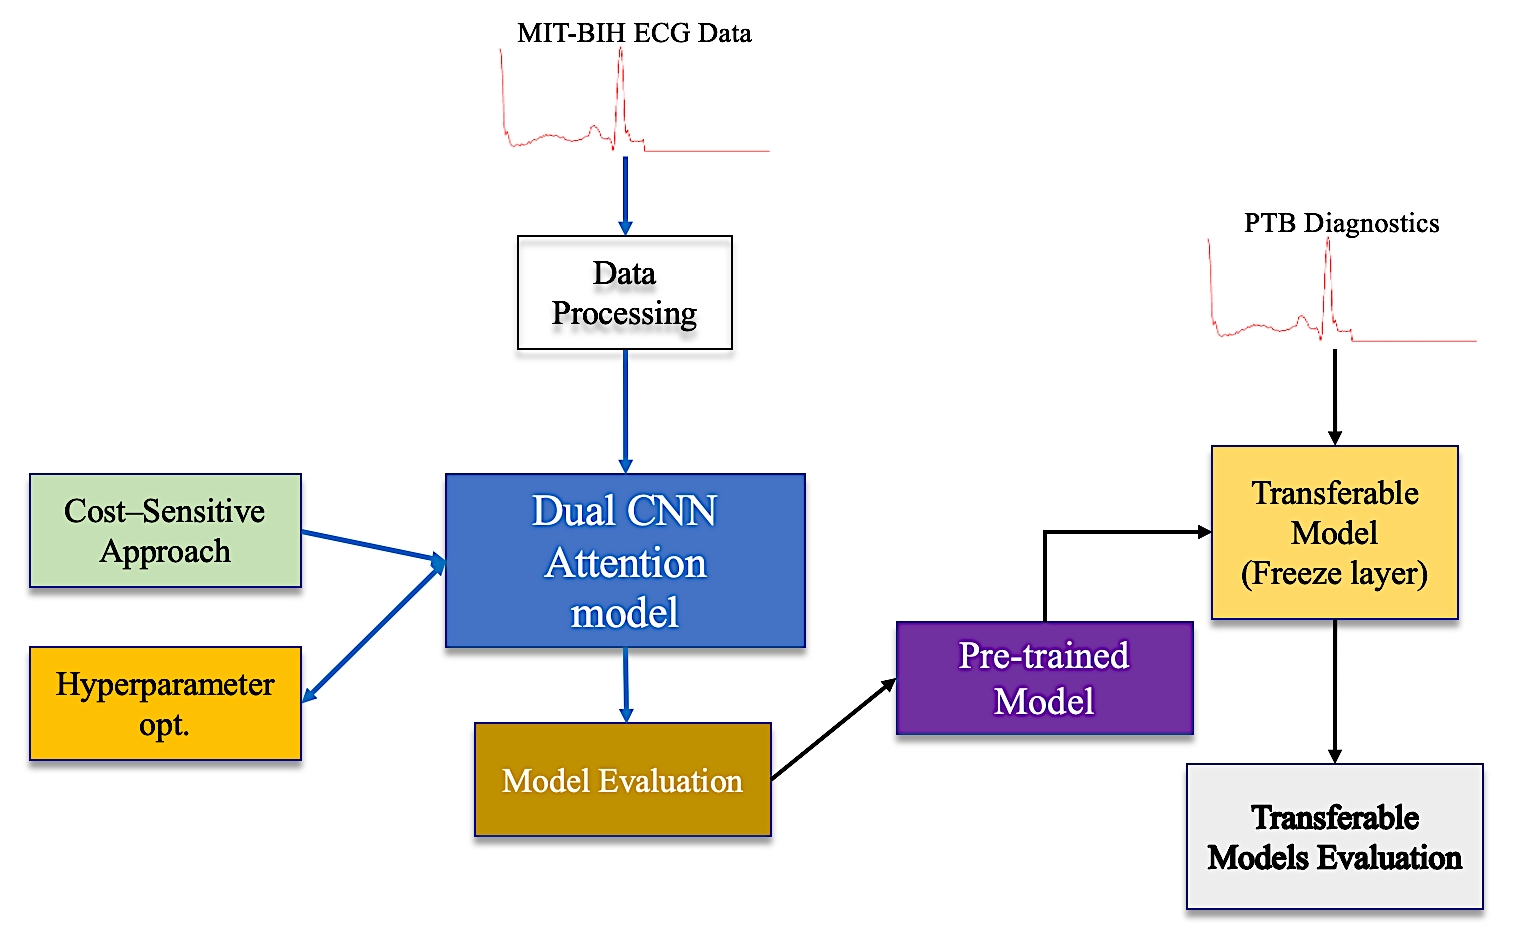 MIT-BIH ECG Data
Data
Processing
PTB Diagnostics
Cost–Sensitive
Approach
Dual CNN
Attention
model
Transferable
Model
(Freeze layer)
Hyperparameter
opt.
Pre-trained
Model
Model Evaluation
Transferable
Models Evaluation